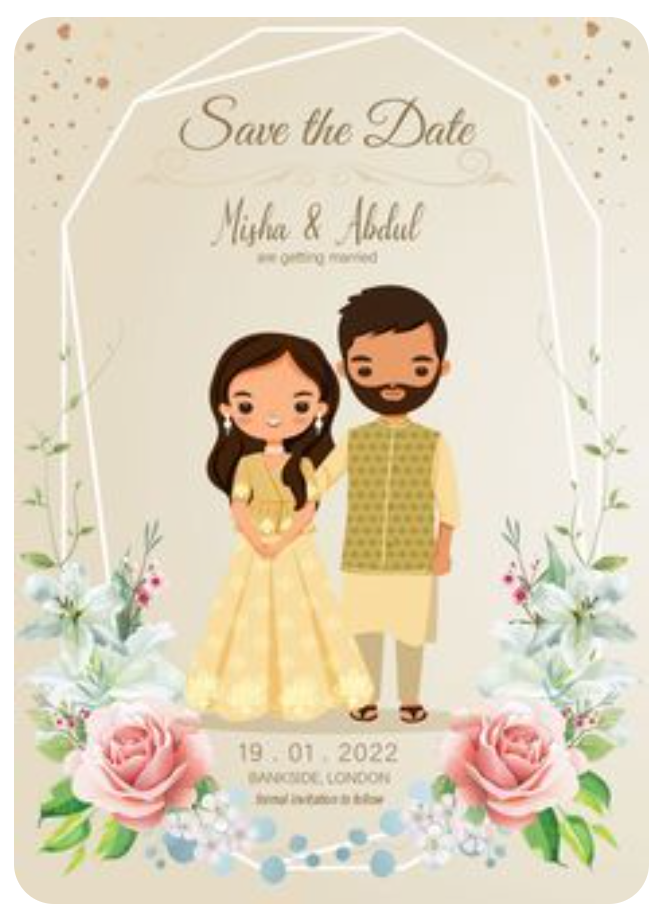 Save the Date
Misha & Abdul
are getting married
19 . 01 . 2022
BANKSIDE, LONDON
formal invitation to follow